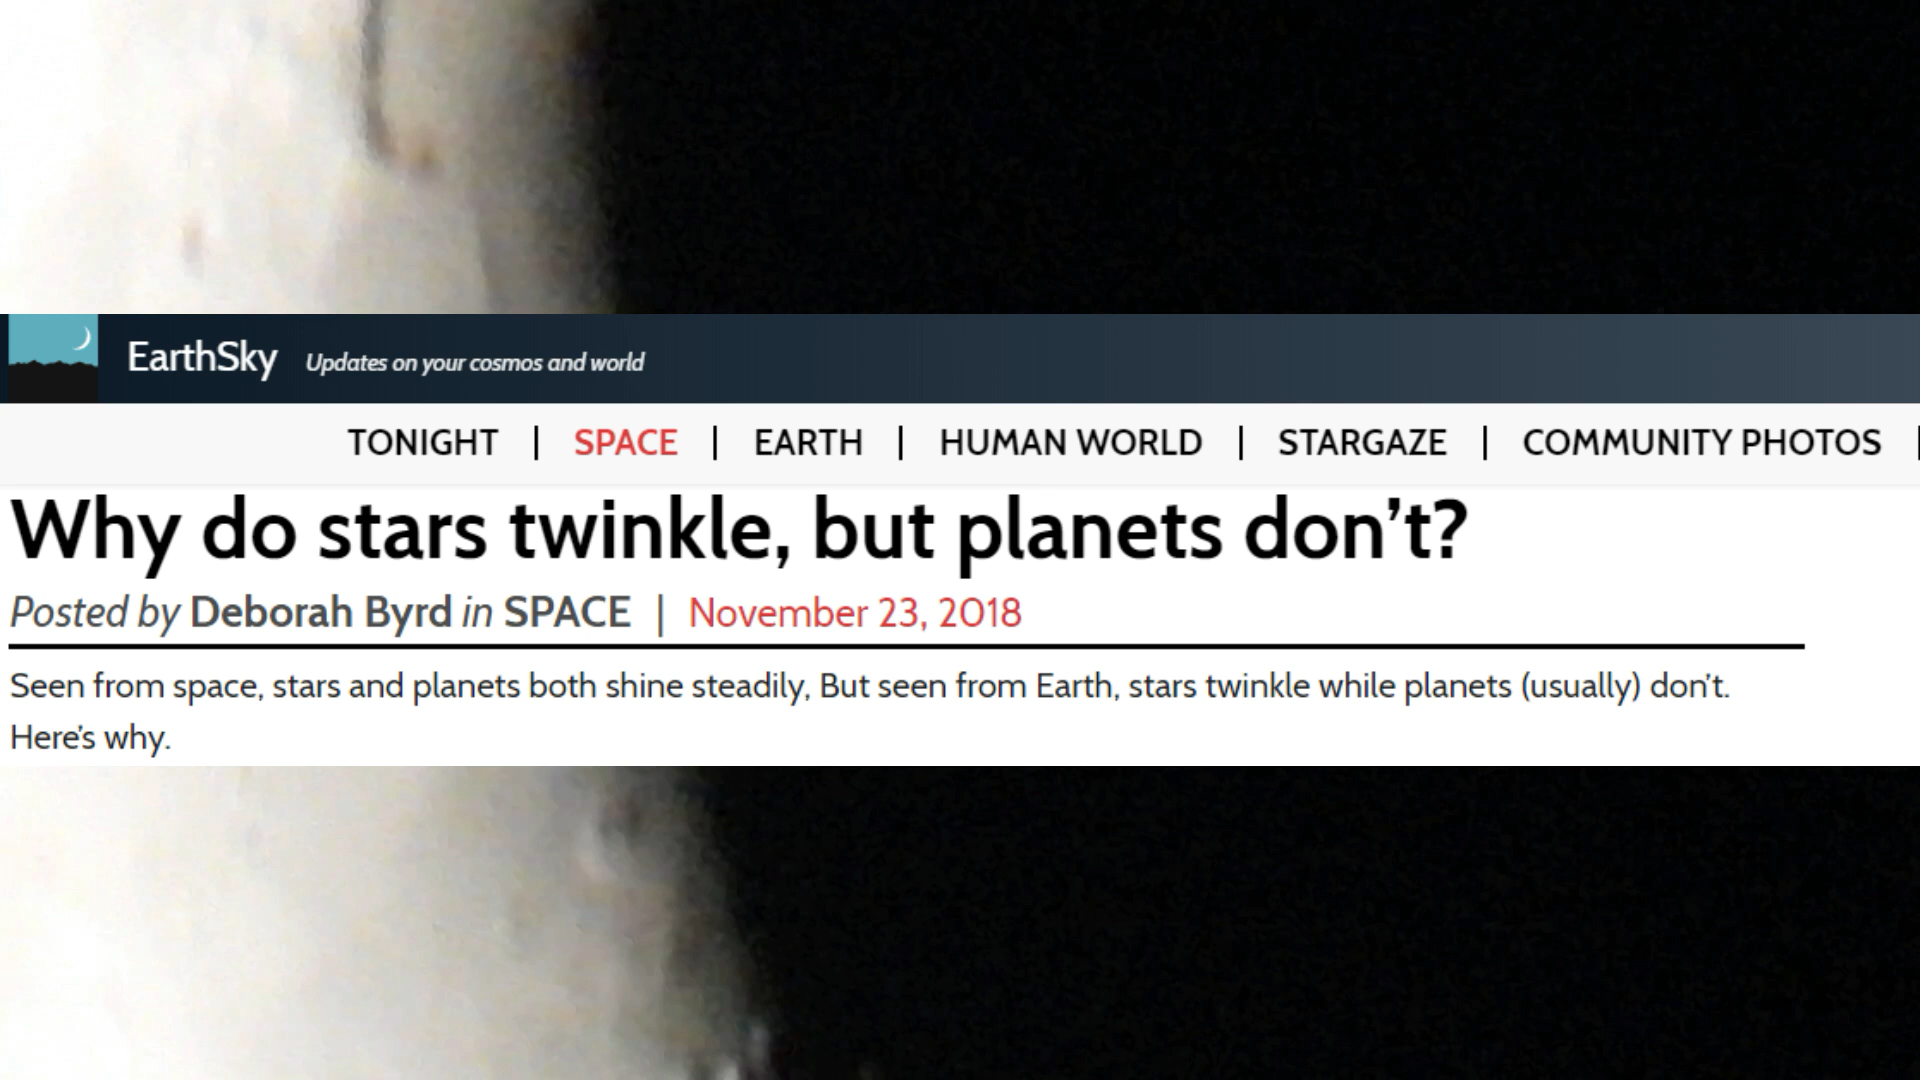 EarthSky Updates on your cosmos and world
TONIGHT | SPACE | EARTH | HUMAN WORLD | STARGAZE | COMMUNITY PHOTOS |
Why do stars twinkle, but planets don’t?
Posted by Deborah Byrd in SPACE | November 23, 2018
Seen from space, stars and planets both shine steadily, But seen from Earth, stars twinkle while planets (usually) don’t.
Here’s why.